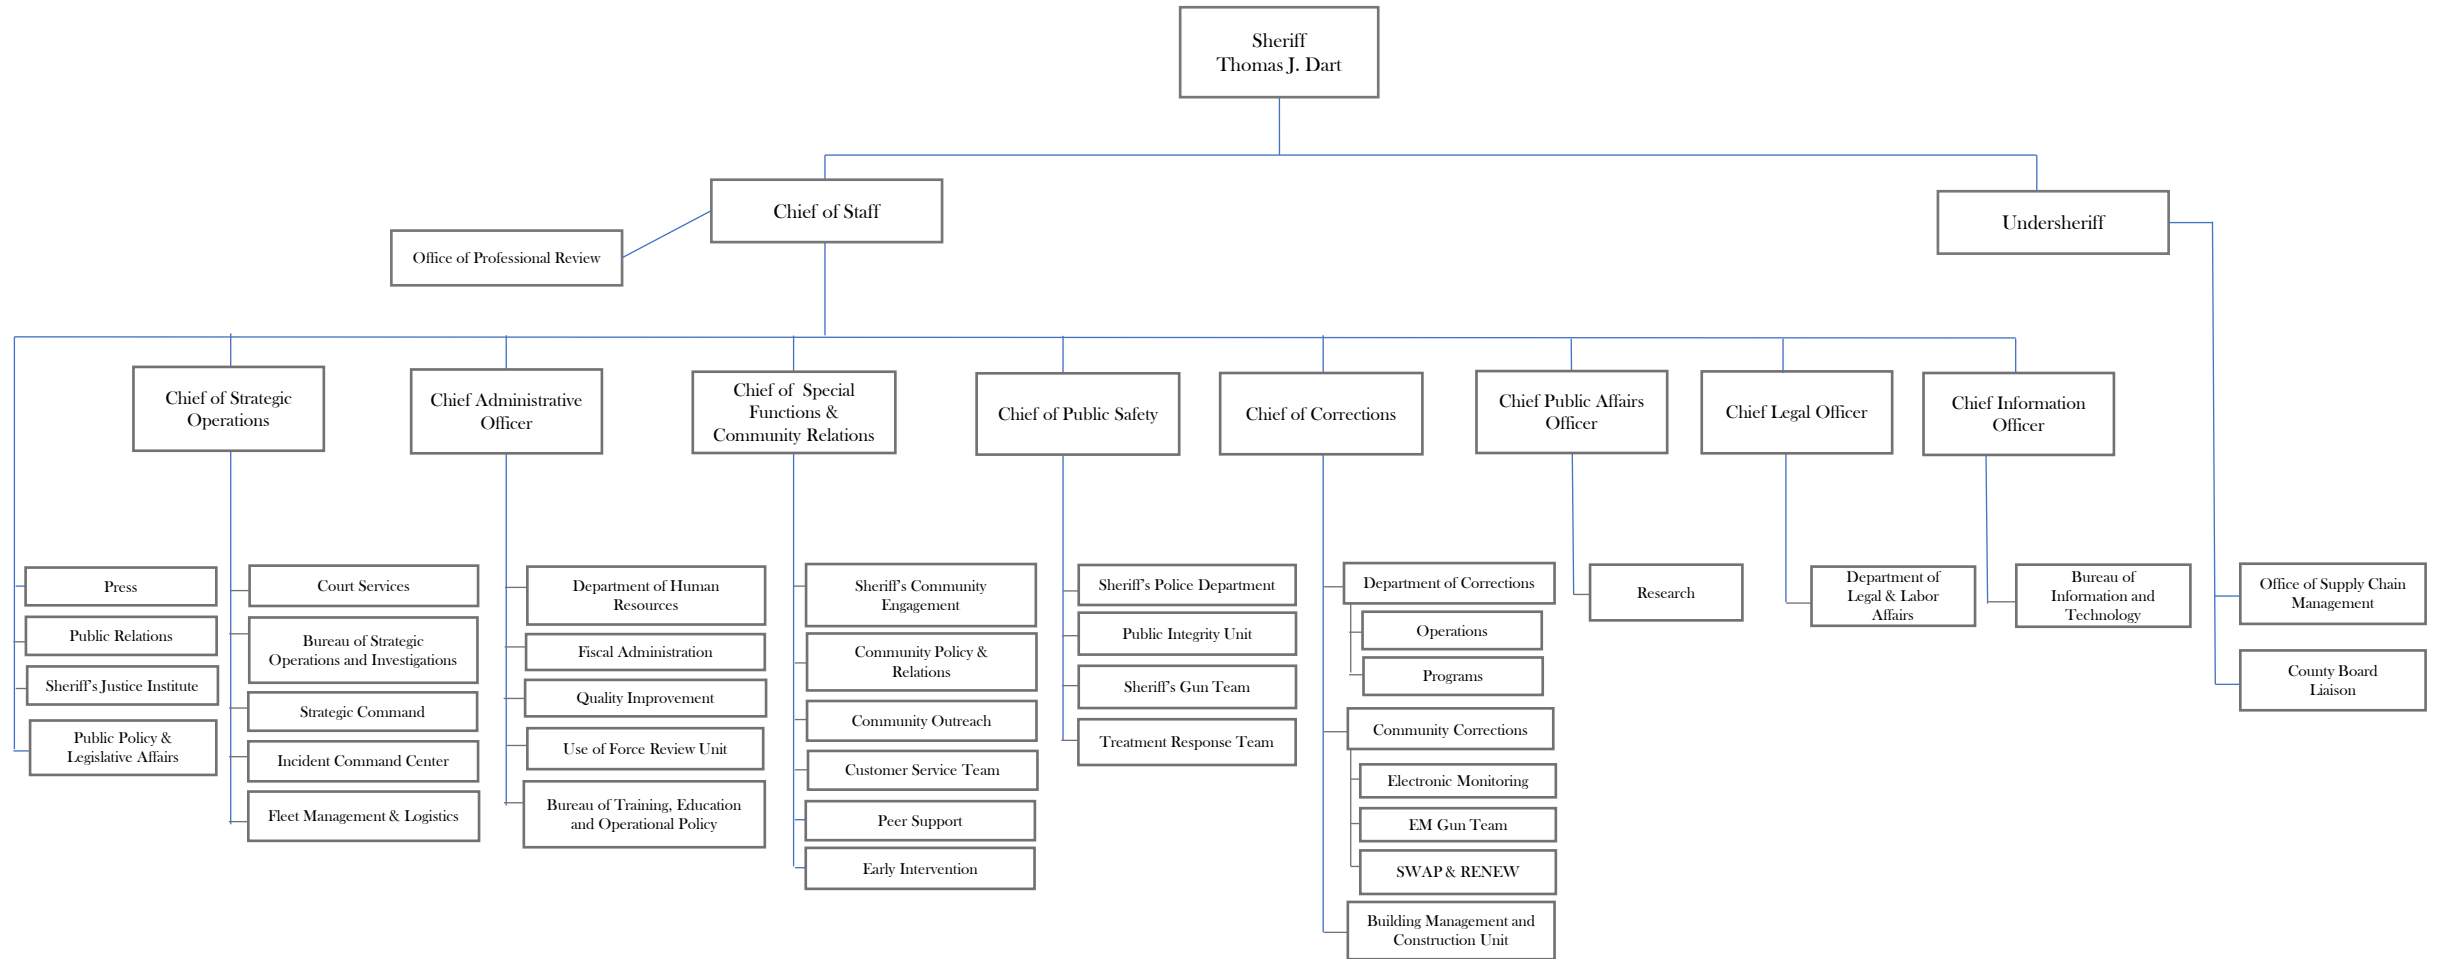 Sheriff
Thomas J. Dart
Chief of Staff
Undersheriff
Office of Professional Review
Chief of Strategic
Operations
Chief Administrative
Officer
Chief of Special
Functions &
Community Relations
Chief of Public Safety
Chief of Corrections
Chief Public Affairs
Officer
Chief Legal Officer
Chief Information
Officer
Press
Public Relations
Sheriff's Justice Institute
Public Policy &
Legislative Affairs
Court Services
Bureau of Strategic
Operations and Investigations
Strategic Command
Incident Command Center
Fleet Management & Logistics
Department of Human
Resources
Fiscal Administration
Quality Improvement
Use of Force Review Unit
Bureau of Training, Education
and Operational Policy
Sheriff's Community
Engagement
Community Policy &
Relations
Community Outreach
Customer Service Team
Peer Support
Early Intervention
Sheriff's Police Department
Public Integrity Unit
Sheriff's Gun Team
Treatment Response Team
Department of Corrections
Operations
Programs
Community Corrections
Electronic Monitoring
EM Gun Team
SWAP & RENEW
Building Management and
Construction Unit
Research
Department of
Legal & Labor
Affairs
Bureau of
Information and
Technology
Office of Supply Chain
Management
County Board
Liaison